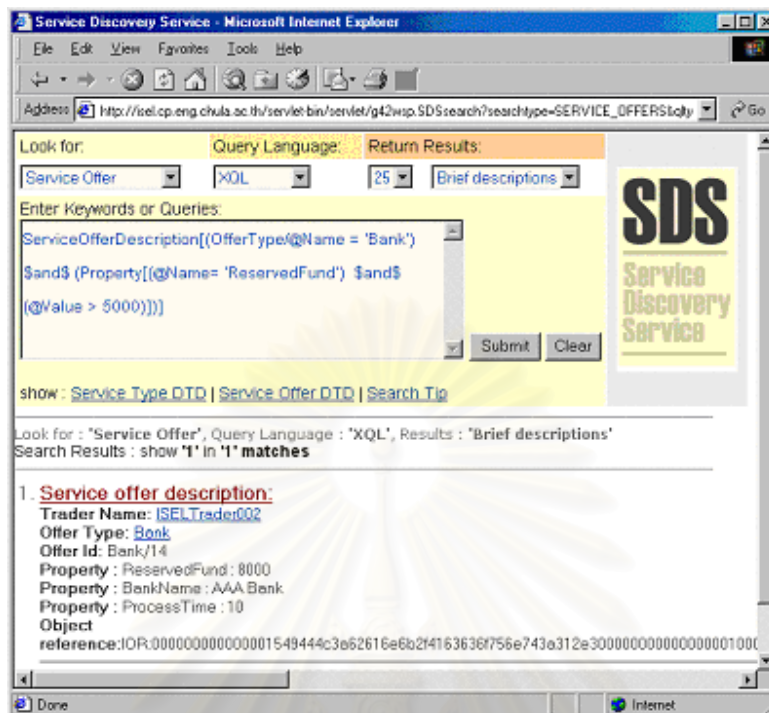 Service Discovery Service - Microsoft Internet Explorer
File Edit View Favorites Tools Help
Address http://isel.cp.eng.chula.ac.th/servlet-bin/servlet/g42wsp.SDSsearch?searchtype=SERVICE_OFFERS&qlty Go
Look for: Query Language: Return Results:
Service Offer XQL 25 Brief descriptions
Enter Keywords or Queries:
ServiceOfferDescription[(OfferType/@Name = 'Bank')
$and$ (Property[(@Name= 'ReservedFund') $and$
(@Value > 5000)])]
Submit Clear
SDS
Service
Discovery
Service
show : Service Type DTD | Service Offer DTD | Search Tip
Look for : "Service Offer", Query Language : "XQL", Results : "Brief descriptions"
Search Results : show "1" in "1" matches
1. Service offer description:
Trader Name: ISELTrader002
Offer Type: Bank
Offer Id: Bank/14
Property : ReservedFund : 8000
Property : BankName : AAA Bank
Property : ProcessTime : 10
Object
reference:IOR:000000000000001549444c3a62616e6b2f4163636f756e743a312e30000000000000000100
Done Internet